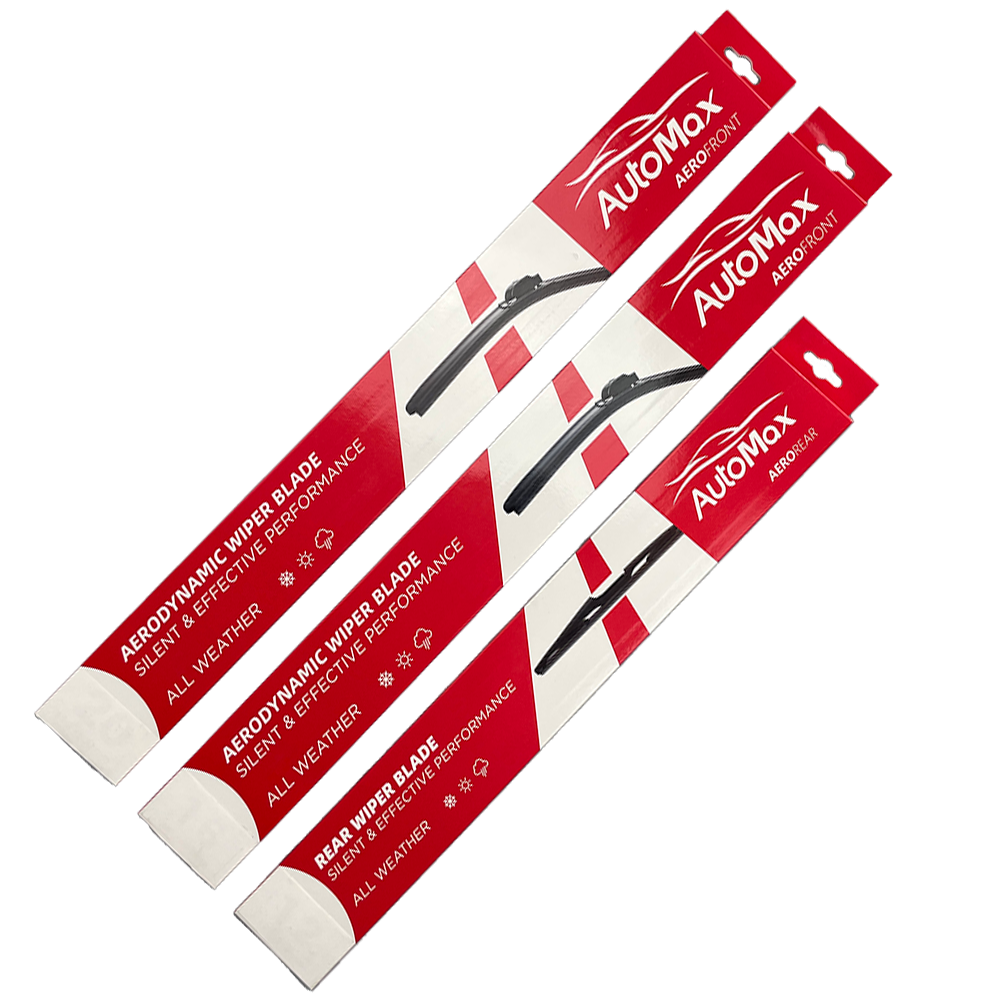 AutoMax
AEROFRONT
AERODYNAMIC WIPER BLADE
SILENT & EFFECTIVE PERFORMANCE
ALL WEATHER
AutoMax
AEROFRONT
AERODYNAMIC WIPER BLADE
SILENT & EFFECTIVE PERFORMANCE
ALL WEATHER
AutoMax
AEROREAR
REAR WIPER BLADE
SILENT & EFFECTIVE PERFORMANCE
ALL WEATHER